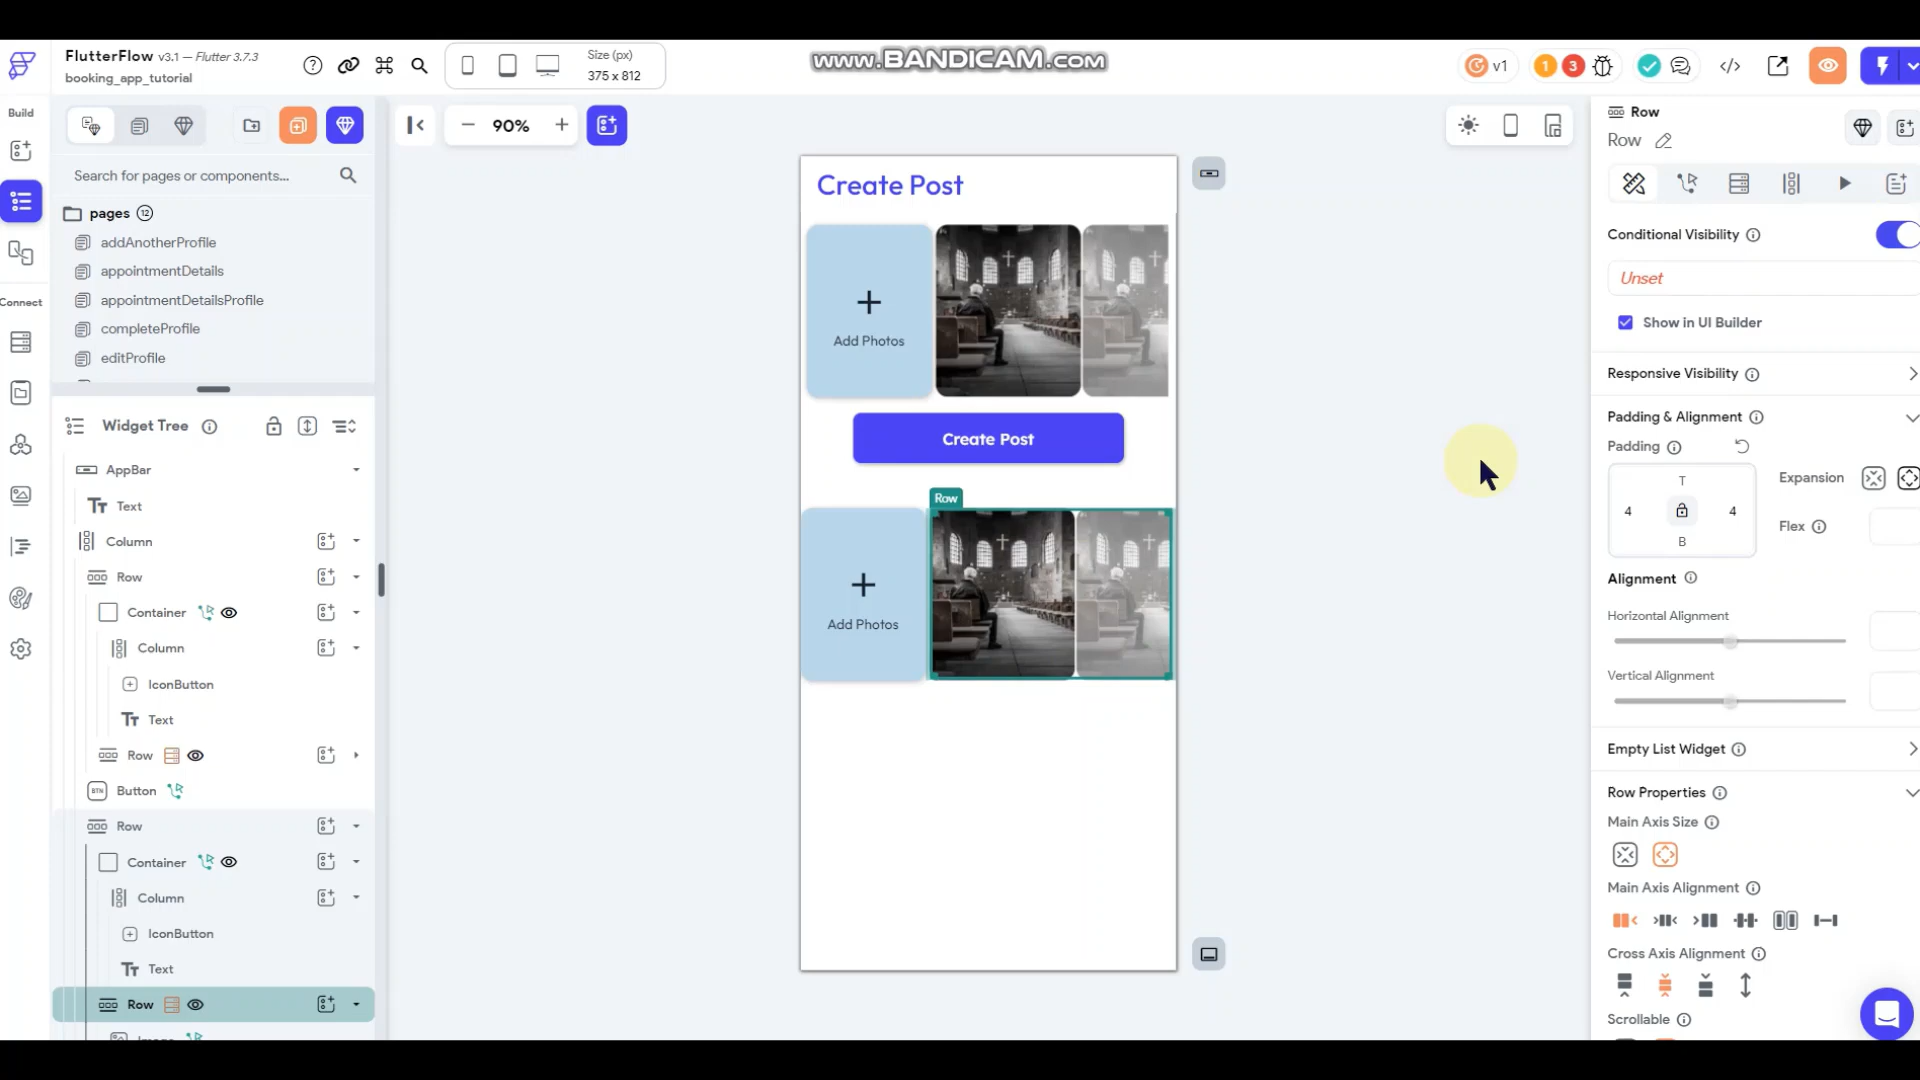 FlutterFlow v3.1 — Flutter 3.7.3
booking_app_tutorial
Size (px)
375 x 812
www.BANDICAM.com
v1
1
3
Build
90%
Search for pages or components...
pages 12
addAnotherProfile
appointmentDetails
appointmentDetailsProfile
completeProfile
editProfile
Connect
Widget Tree
AppBar
Text
Column
Row
Container
Column
IconButton
Text
Row
BTN Button
Row
Container
Column
IconButton
Text
Row
Create Post
Add Photos
Create Post
Row
Add Photos
Row
Row
Conditional Visibility
Unset
Show in UI Builder
Responsive Visibility
Padding & Alignment
Padding
T
4
4
B
Expansion
Flex
Alignment
Horizontal Alignment
Vertical Alignment
Empty List Widget
Row Properties
Main Axis Size
Main Axis Alignment
Cross Axis Alignment
Scrollable